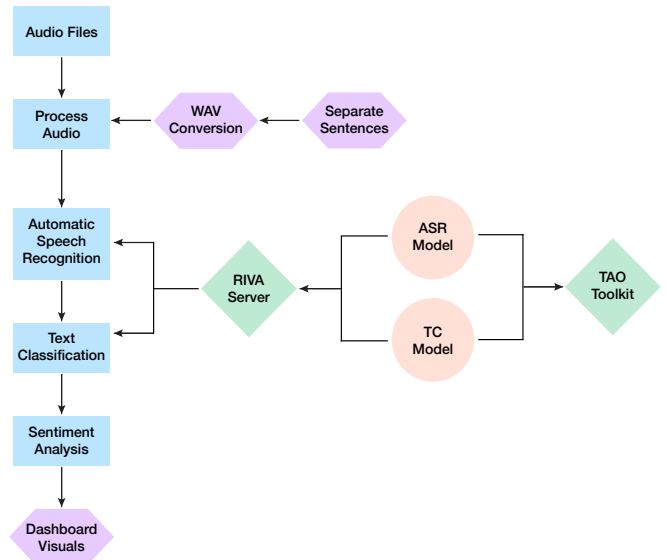 Audio Files
Process
Audio
WAV
Conversion
Separate
Sentences
Automatic
Speech
Recognition
RIVA
Server
ASR
Model
TC
Model
TAO
Toolkit
Text
Classification
Sentiment
Analysis
Dashboard
Visuals